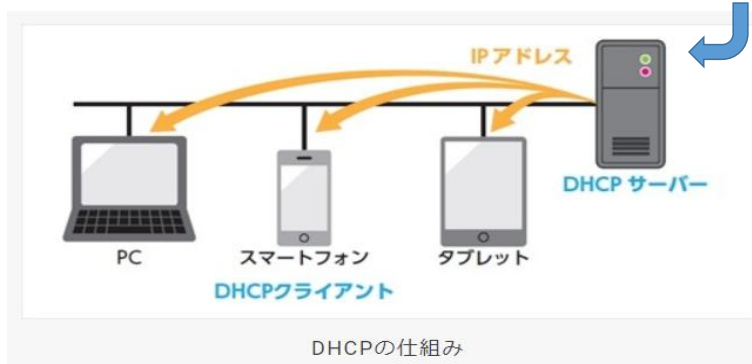 IPアドレス
DHCP サーバー
PC
スマートフォン
タブレット
DHCPクライアント
DHCPの仕組み